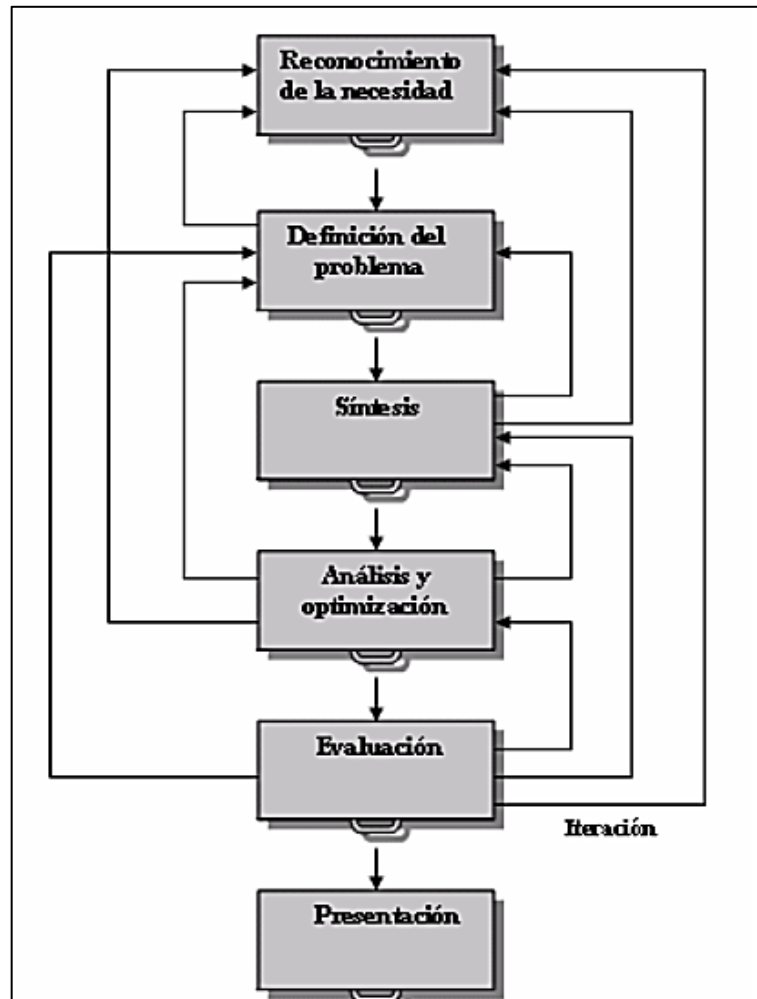 Reconocimiento
de la necesidad
Definición del
problema
Síntesis
Análisis y
optimización
Evaluación
Iteración
Presentación